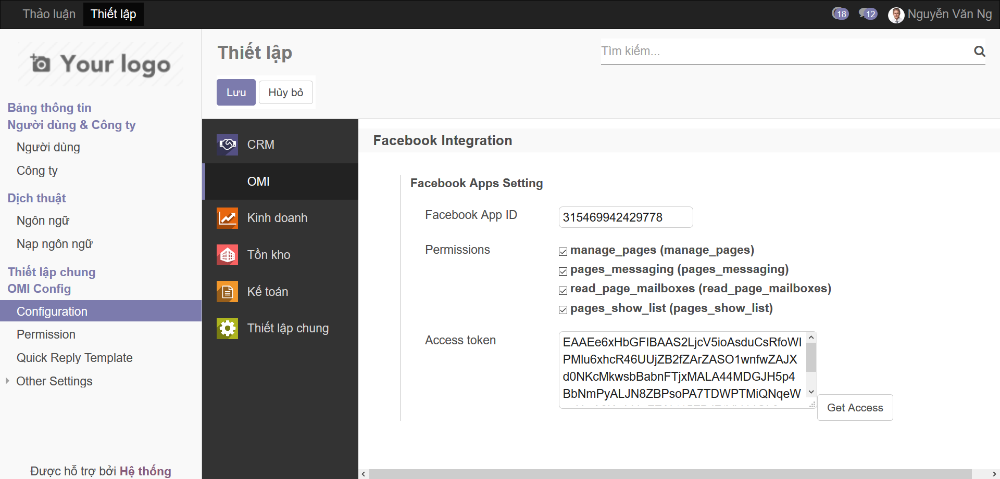 Thảo luận
Thiết lập
18
12
Nguyễn Văn Ng
Your logo
Bảng thông tin
Người dùng & Công ty
Người dùng
Công ty
Dịch thuật
Ngôn ngữ
Nạp ngôn ngữ
Thiết lập chung
OMI Config
Configuration
Permission
Quick Reply Template
Other Settings
Được hỗ trợ bởi Hệ thống
Thiết lập
Tìm kiếm...
Lưu
Hủy bỏ
CRM
OMI
Kinh doanh
Tồn kho
Kế toán
Thiết lập chung
Facebook Integration
Facebook Apps Setting
Facebook App ID
315469942429778
Permissions
manage_pages (manage_pages)
pages_messaging (pages_messaging)
read_page_mailboxes (read_page_mailboxes)
pages_show_list (pages_show_list)
Access token
EAAEe6xHbGFIBAAS2LjcV5ioAsduCsRfoWI
PMlu6xhcR46UUjZB2fZArZASO1wnfwZAJX
d0NKcMkwsbBabnFTjxMALA44MDGJH5p4
BbNmPyALJN8ZBPsoPA7TDWPTMiQNqeW
Get Access